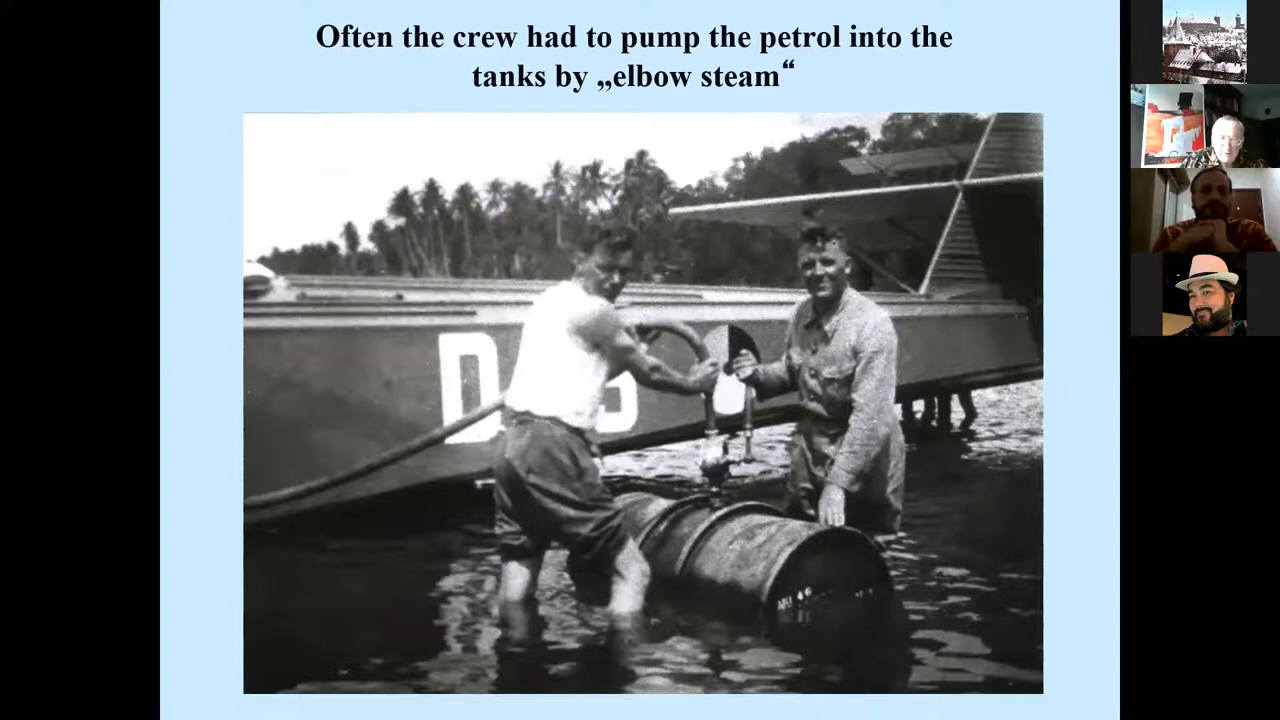 Often the crew had to pump the petrol into the
tanks by „elbow steam“
D